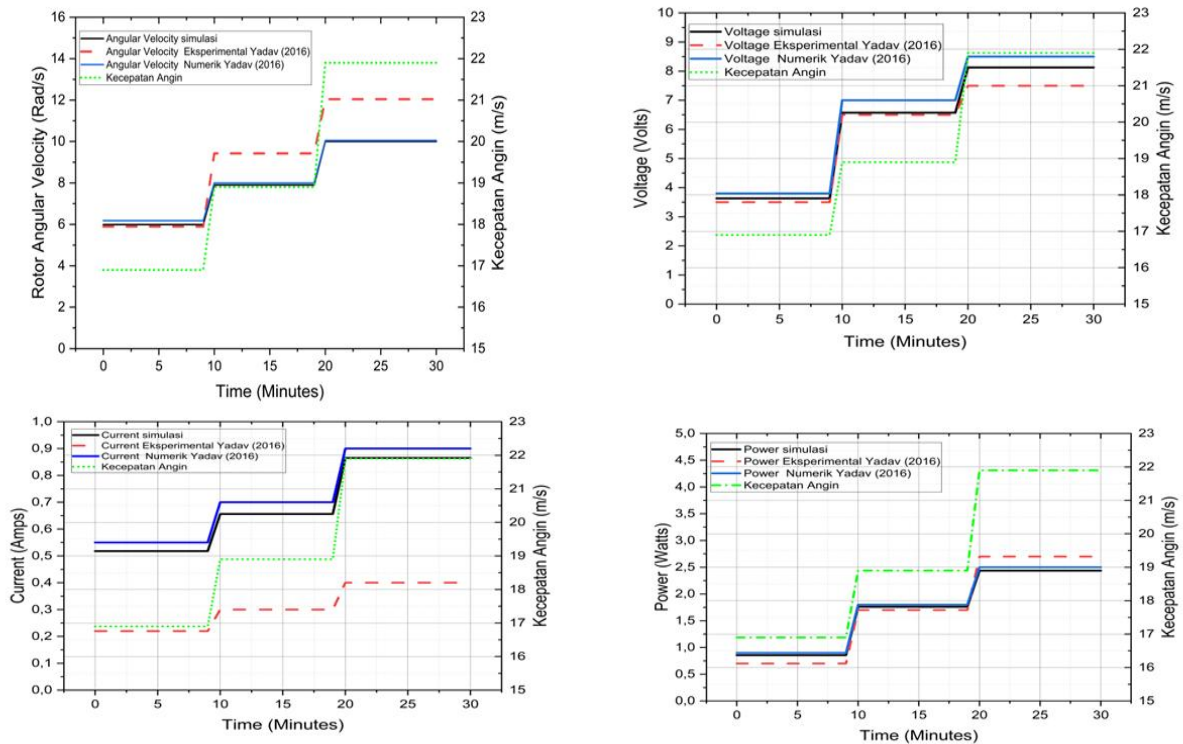 Angular Velocity simulasi
Angular Velocity Eksperimental Yadav (2016)
Angular Velocity Numerik Yadav (2016)
Kecepatan Angin
Rotor Angular Velocity (Rad/s)
16
14
12
10
8
6
4
2
0
23
22
21
20
19
18
17
16
15
Kecepatan Angin (m/s)
0 5 10 15 20 25 30
Time (Minutes)
Voltage simulasi
Voltage Eksperimental Yadav (2016)
Voltage Numerik Yadav (2016)
Kecepatan Angin
Voltage (Volts)
10
9
8
7
6
5
4
3
2
1
0
23
22
21
20
19
18
17
16
15
Kecepatan Angin (m/s)
0 5 10 15 20 25 30
Time (Minutes)
Current simulasi
Current Eksperimental Yadav (2016)
Current Numerik Yadav (2016)
Kecepatan Angin
Current (Amps)
1,0
0,9
0,8
0,7
0,6
0,5
0,4
0,3
0,2
0,1
0,0
23
22
21
20
19
18
17
16
15
Kecepatan Angin (m/s)
0 5 10 15 20 25 30
Time (Minutes)
Power simulasi
Power Eksperimental Yadav (2016)
Power Numerik Yadav (2016)
Kecepatan Angin
Power (Watts)
5,0
4,5
4,0
3,5
3,0
2,5
2,0
1,5
1,0
0,5
0,0
23
22
21
20
19
18
17
16
15
Kecepatan Angin (m/s)
0 5 10 15 20 25 30
Time (Minutes)